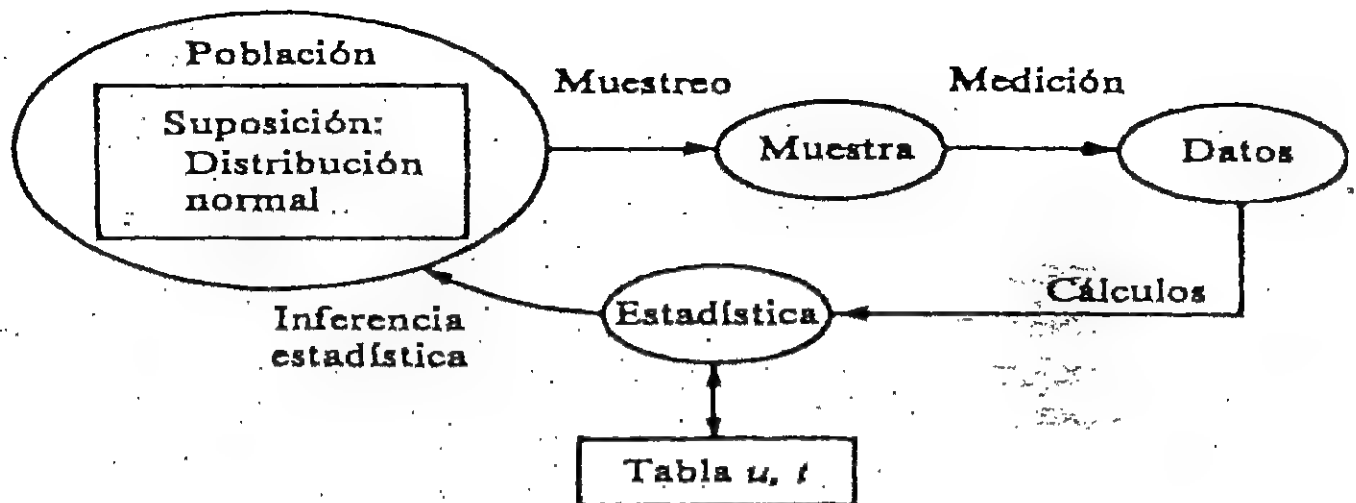 Población
Suposición:
Distribución
normal
Muestreo
Muestra
Medición
Datos
Cálculos
Estadística
Inferencia
estadística
Tabla u, t